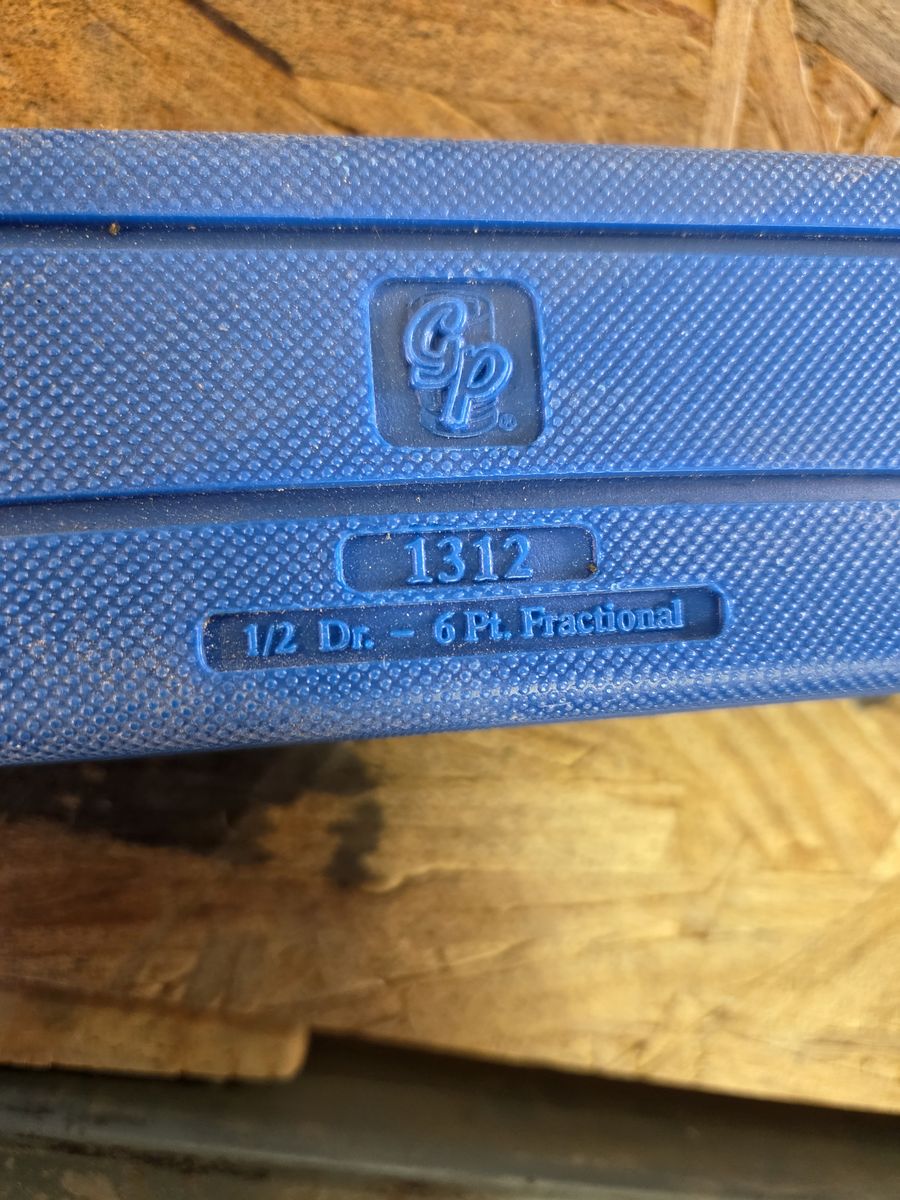 GP®
1312
1/2 Dr. - 6 Pt. Fractional